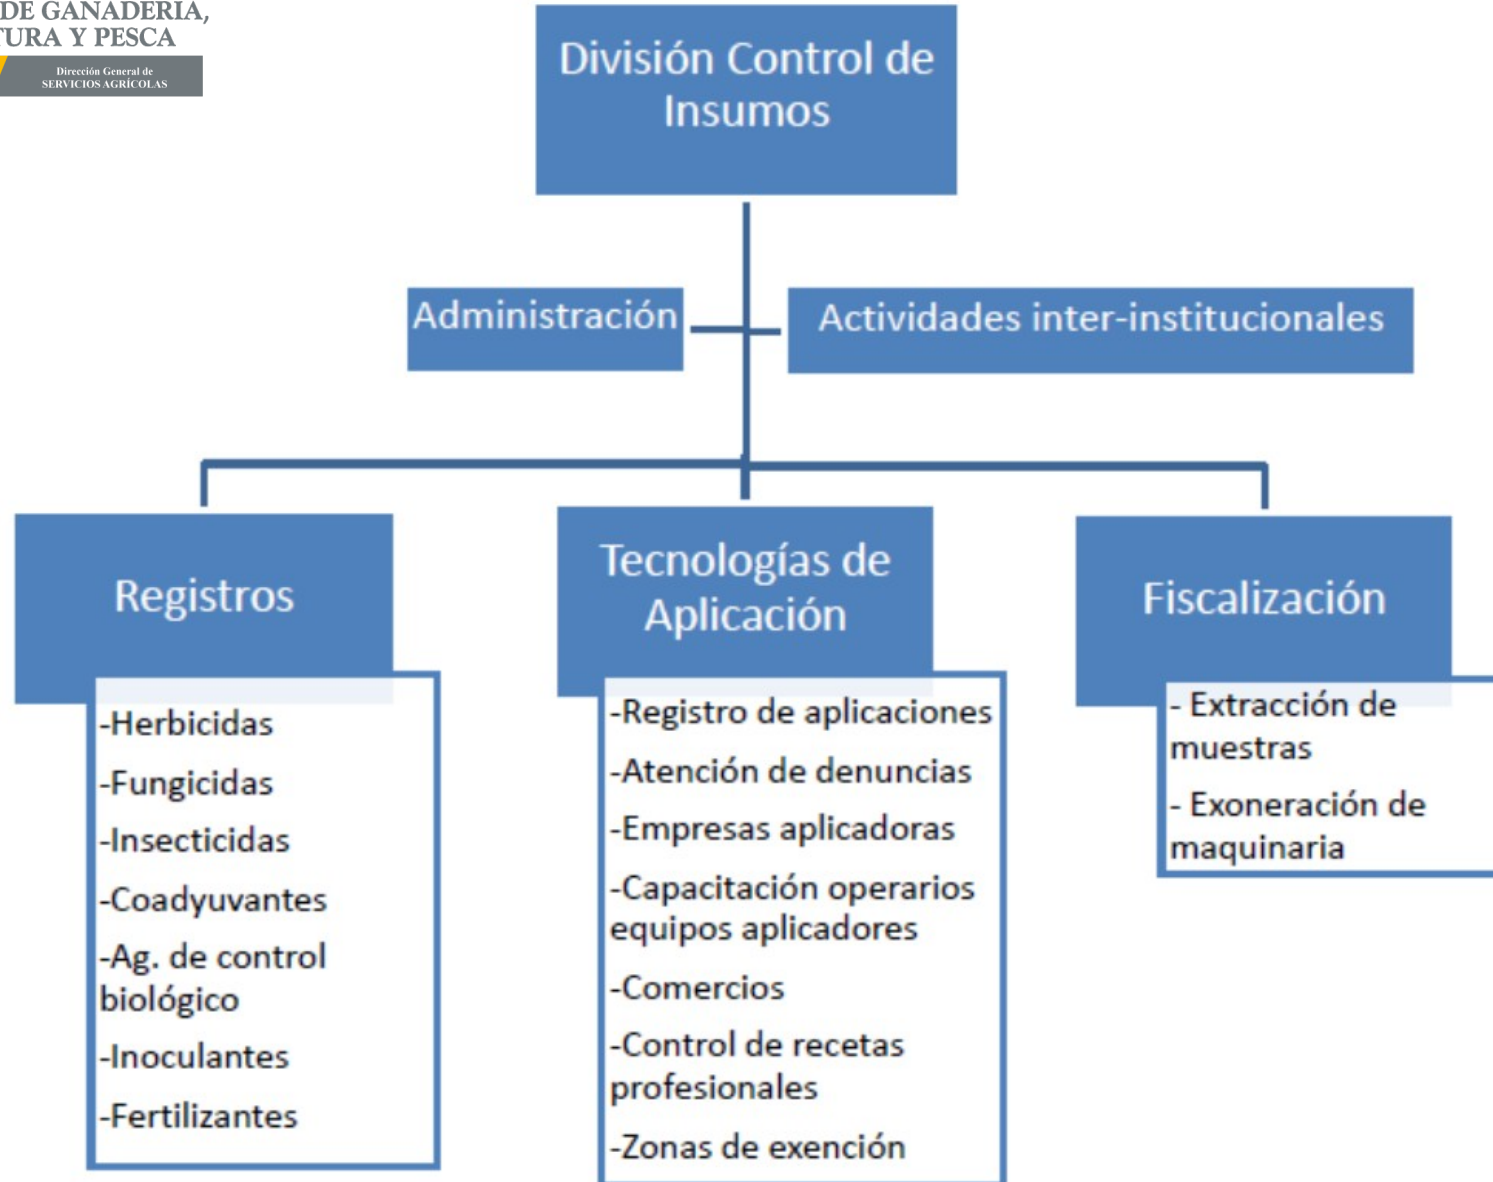 DE GANADERIA,
TURA Y PESCA
Dirección General de
SERVICIOS AGRÍCOLAS
División Control de
Insumos
Administración
Actividades inter-institucionales
Registros
-Herbicidas
-Fungicidas
-Insecticidas
-Coadyuvantes
-Ag. de control
biológico
-Inoculantes
-Fertilizantes
Tecnologías de
Aplicación
-Registro de aplicaciones
-Atención de denuncias
-Empresas aplicadoras
-Capacitación operarios
equipos aplicadores
-Comercios
-Control de recetas
profesionales
-Zonas de exención
Fiscalización
- Extracción de
muestras
- Exoneración de
maquinaria